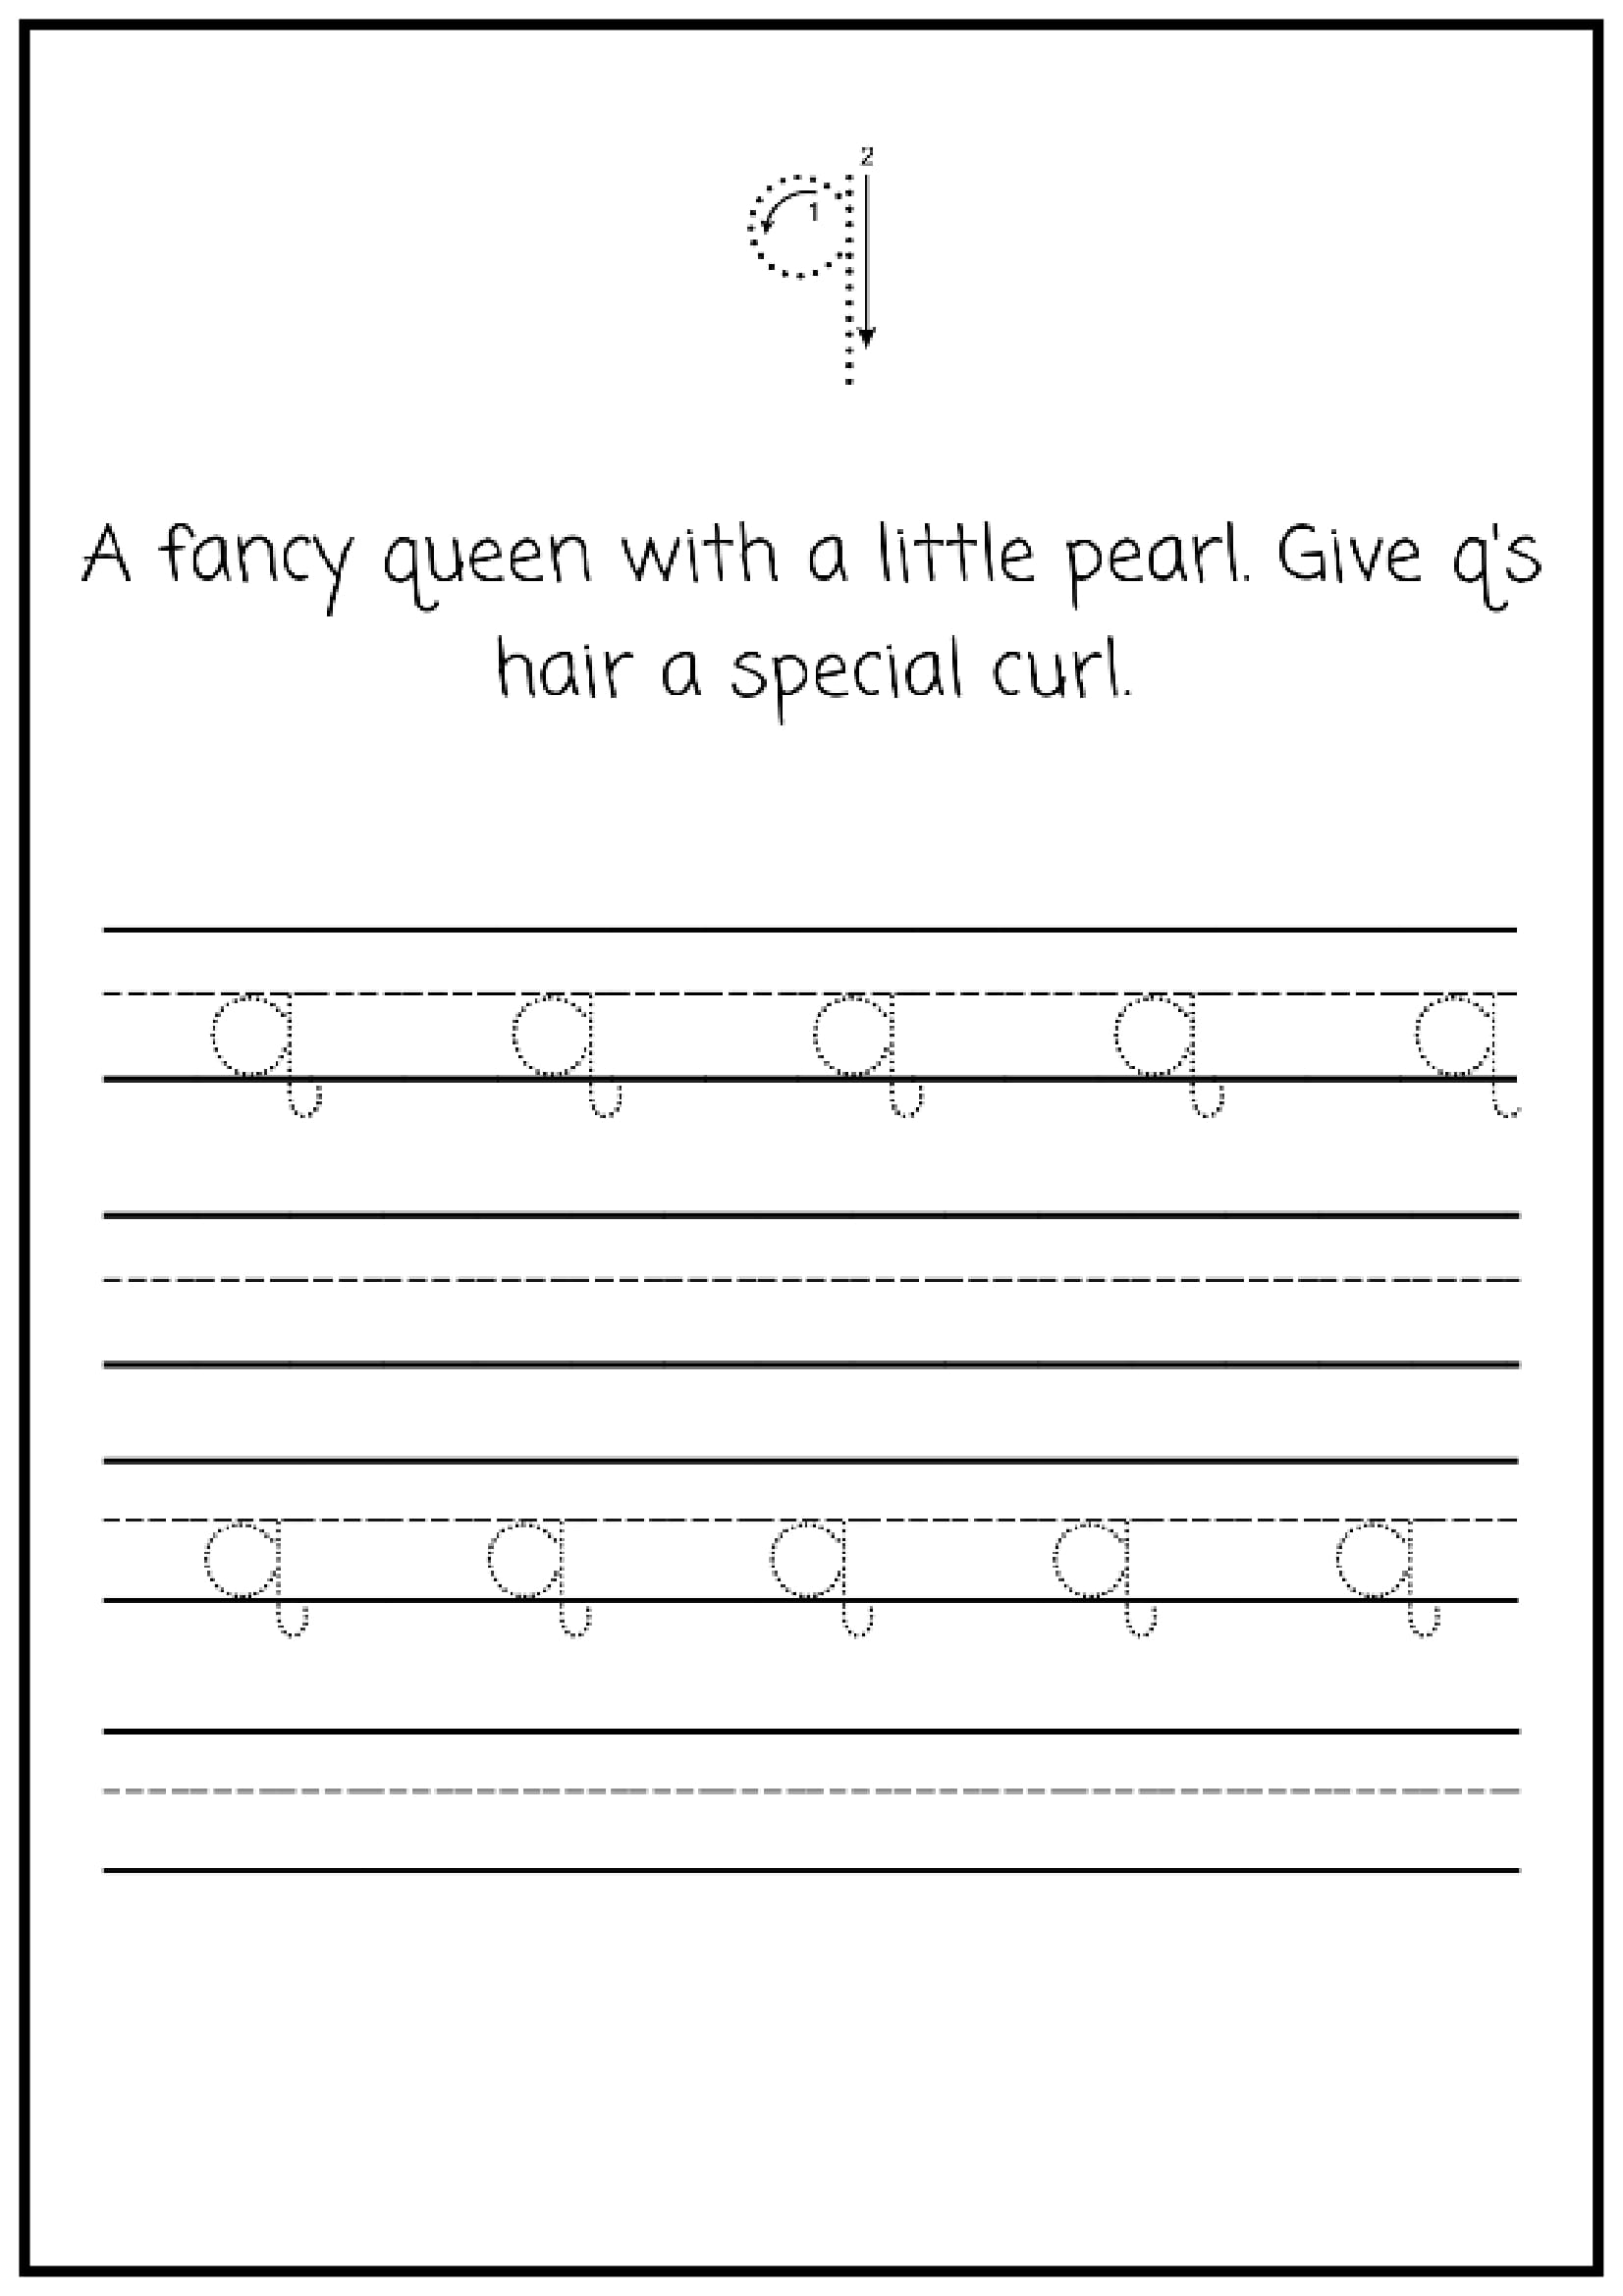 2
1
q
A fancy queen with a little pearl. Give q's
hair a special curl.
q q q q q
q q q q q